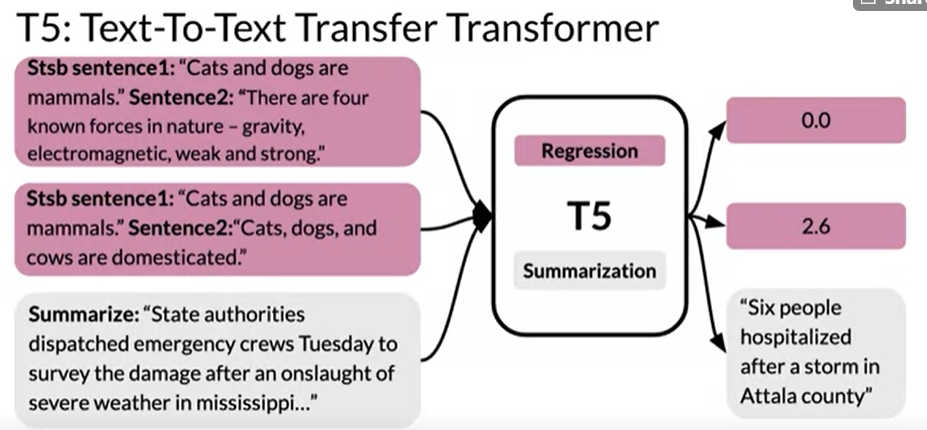 Shar
T5: Text-To-Text Transfer Transformer
Stsb sentence1: “Cats and dogs are
mammals.” Sentence2: “There are four
known forces in nature – gravity,
electromagnetic, weak and strong.”
Stsb sentence1: “Cats and dogs are
mammals.” Sentence2:“Cats, dogs, and
cows are domesticated.”
Summarize: “State authorities
dispatched emergency crews Tuesday to
survey the damage after an onslaught of
severe weather in mississippi...”
Regression
T5
Summarization
0.0
2.6
“Six people
hospitalized
after a storm in
Attala county”